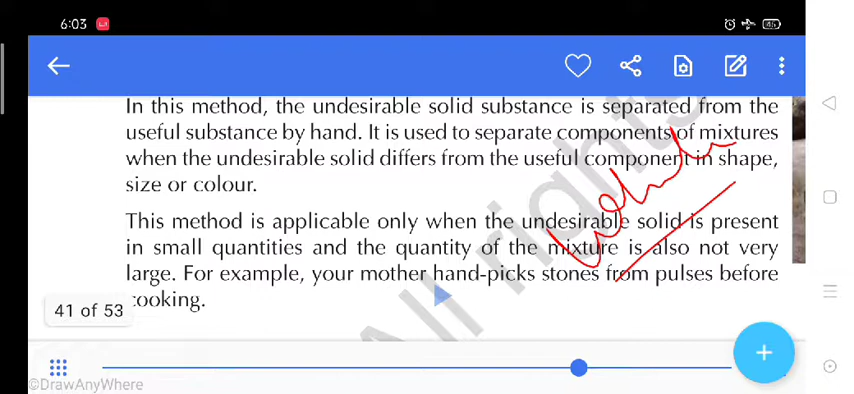 6:03
45
In this method, the undesirable solid substance is separated from the
useful substance by hand. It is used to separate components of mixtures
when the undesirable solid differs from the useful component in shape,
size or colour.
This method is applicable only when the undesirable solid is present
in small quantities and the quantity of the mixture is also not very
large. For example, your mother hand-picks stones from pulses before
cooking.
All rights
41 of 53
©DrawAnyWhere